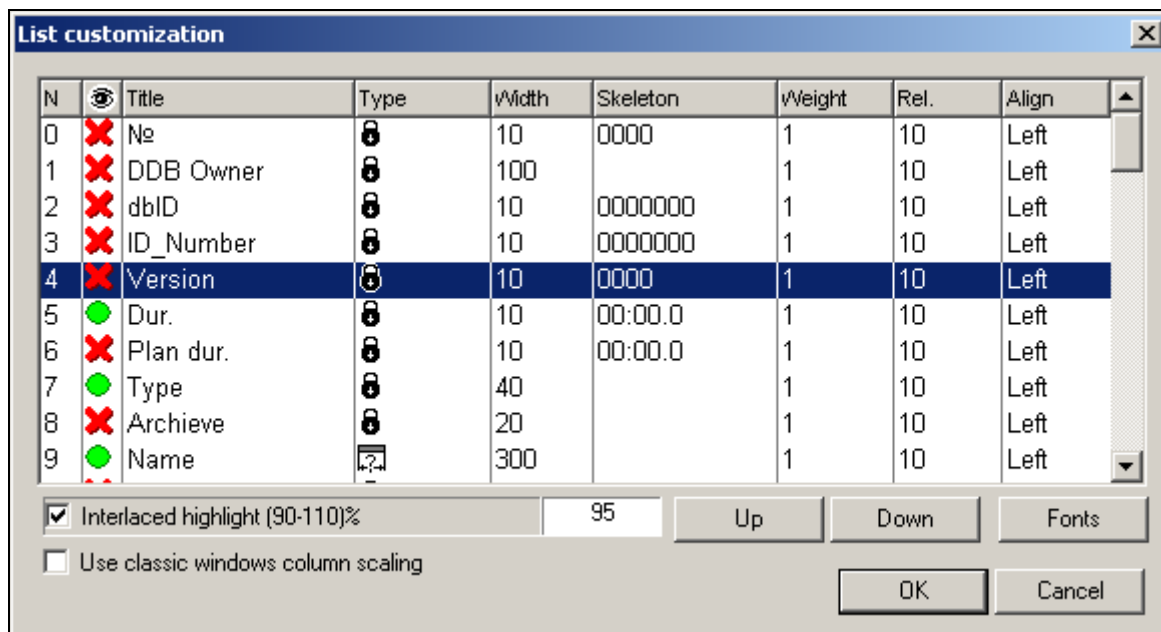 List customization
N Title Type Width Skeleton Weight Rel. Align
0 № 10 0000 1 10 Left
1 DDB Owner 100 1 10 Left
2 dbID 10 0000000 1 10 Left
3 ID_Number 10 0000000 1 10 Left
4 Version 10 0000 1 10 Left
5 Dur. 10 00:00.0 1 10 Left
6 Plan dur. 10 00:00.0 1 10 Left
7 Type 40 1 10 Left
8 Archieve 20 1 10 Left
9 Name ? 300 1 10 Left
Interlaced highlight (90-110)% 95 Up Down Fonts
Use classic windows column scaling
OK Cancel